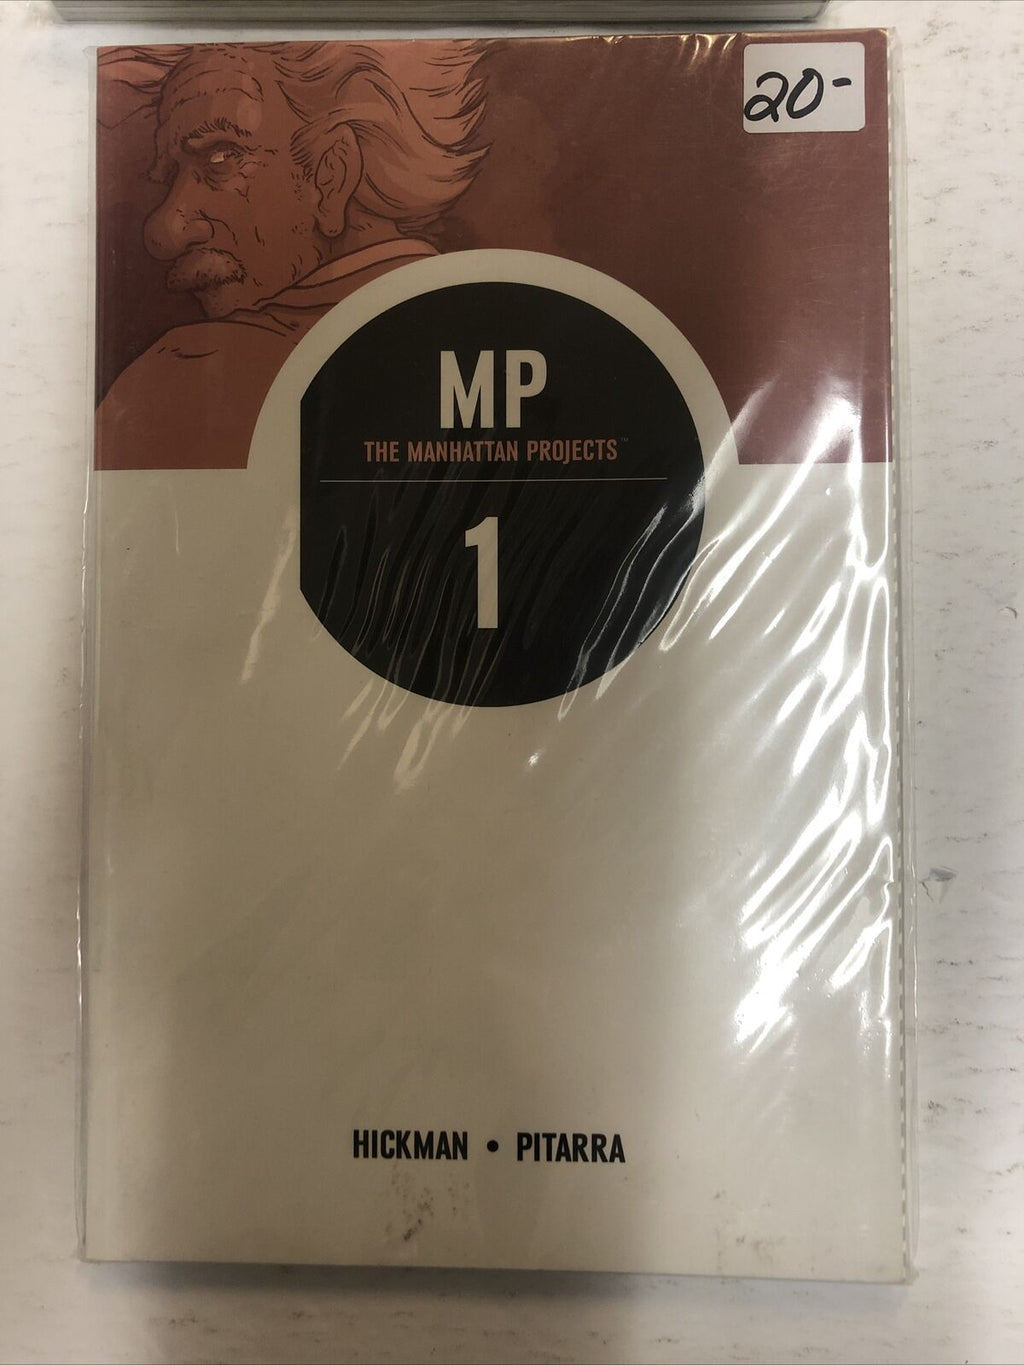 20-
MP
THE MANHATTAN PROJECTS™
1
HICKMAN • PITARRA